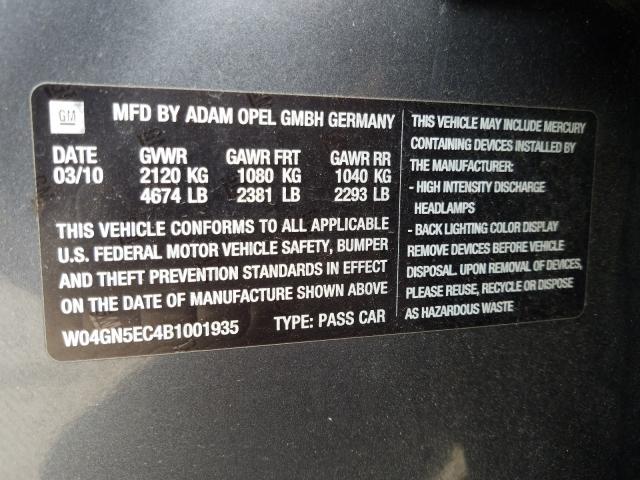 GM
MFD BY ADAM OPEL GMBH GERMANY
DATE GVWR GAWR FRT GAWR RR
03/10 2120 KG 1080 KG 1040 KG
4674 LB 2381 LB 2293 LB
THIS VEHICLE CONFORMS TO ALL APPLICABLE
U.S. FEDERAL MOTOR VEHICLE SAFETY, BUMPER
AND THEFT PREVENTION STANDARDS IN EFFECT
ON THE DATE OF MANUFACTURE SHOWN ABOVE
W04GN5EC4B1001935 TYPE: PASS CAR
THIS VEHICLE MAY INCLUDE MERCURY
CONTAINING DEVICES INSTALLED BY
THE MANUFACTURER:
- HIGH INTENSITY DISCHARGE
HEADLAMPS
- BACK LIGHTING COLOR DISPLAY
REMOVE DEVICES BEFORE VEHICLE
DISPOSAL. UPON REMOVAL OF DEVICES,
PLEASE REUSE, RECYCLE OR DISPOSE
AS HAZARDOUS WASTE